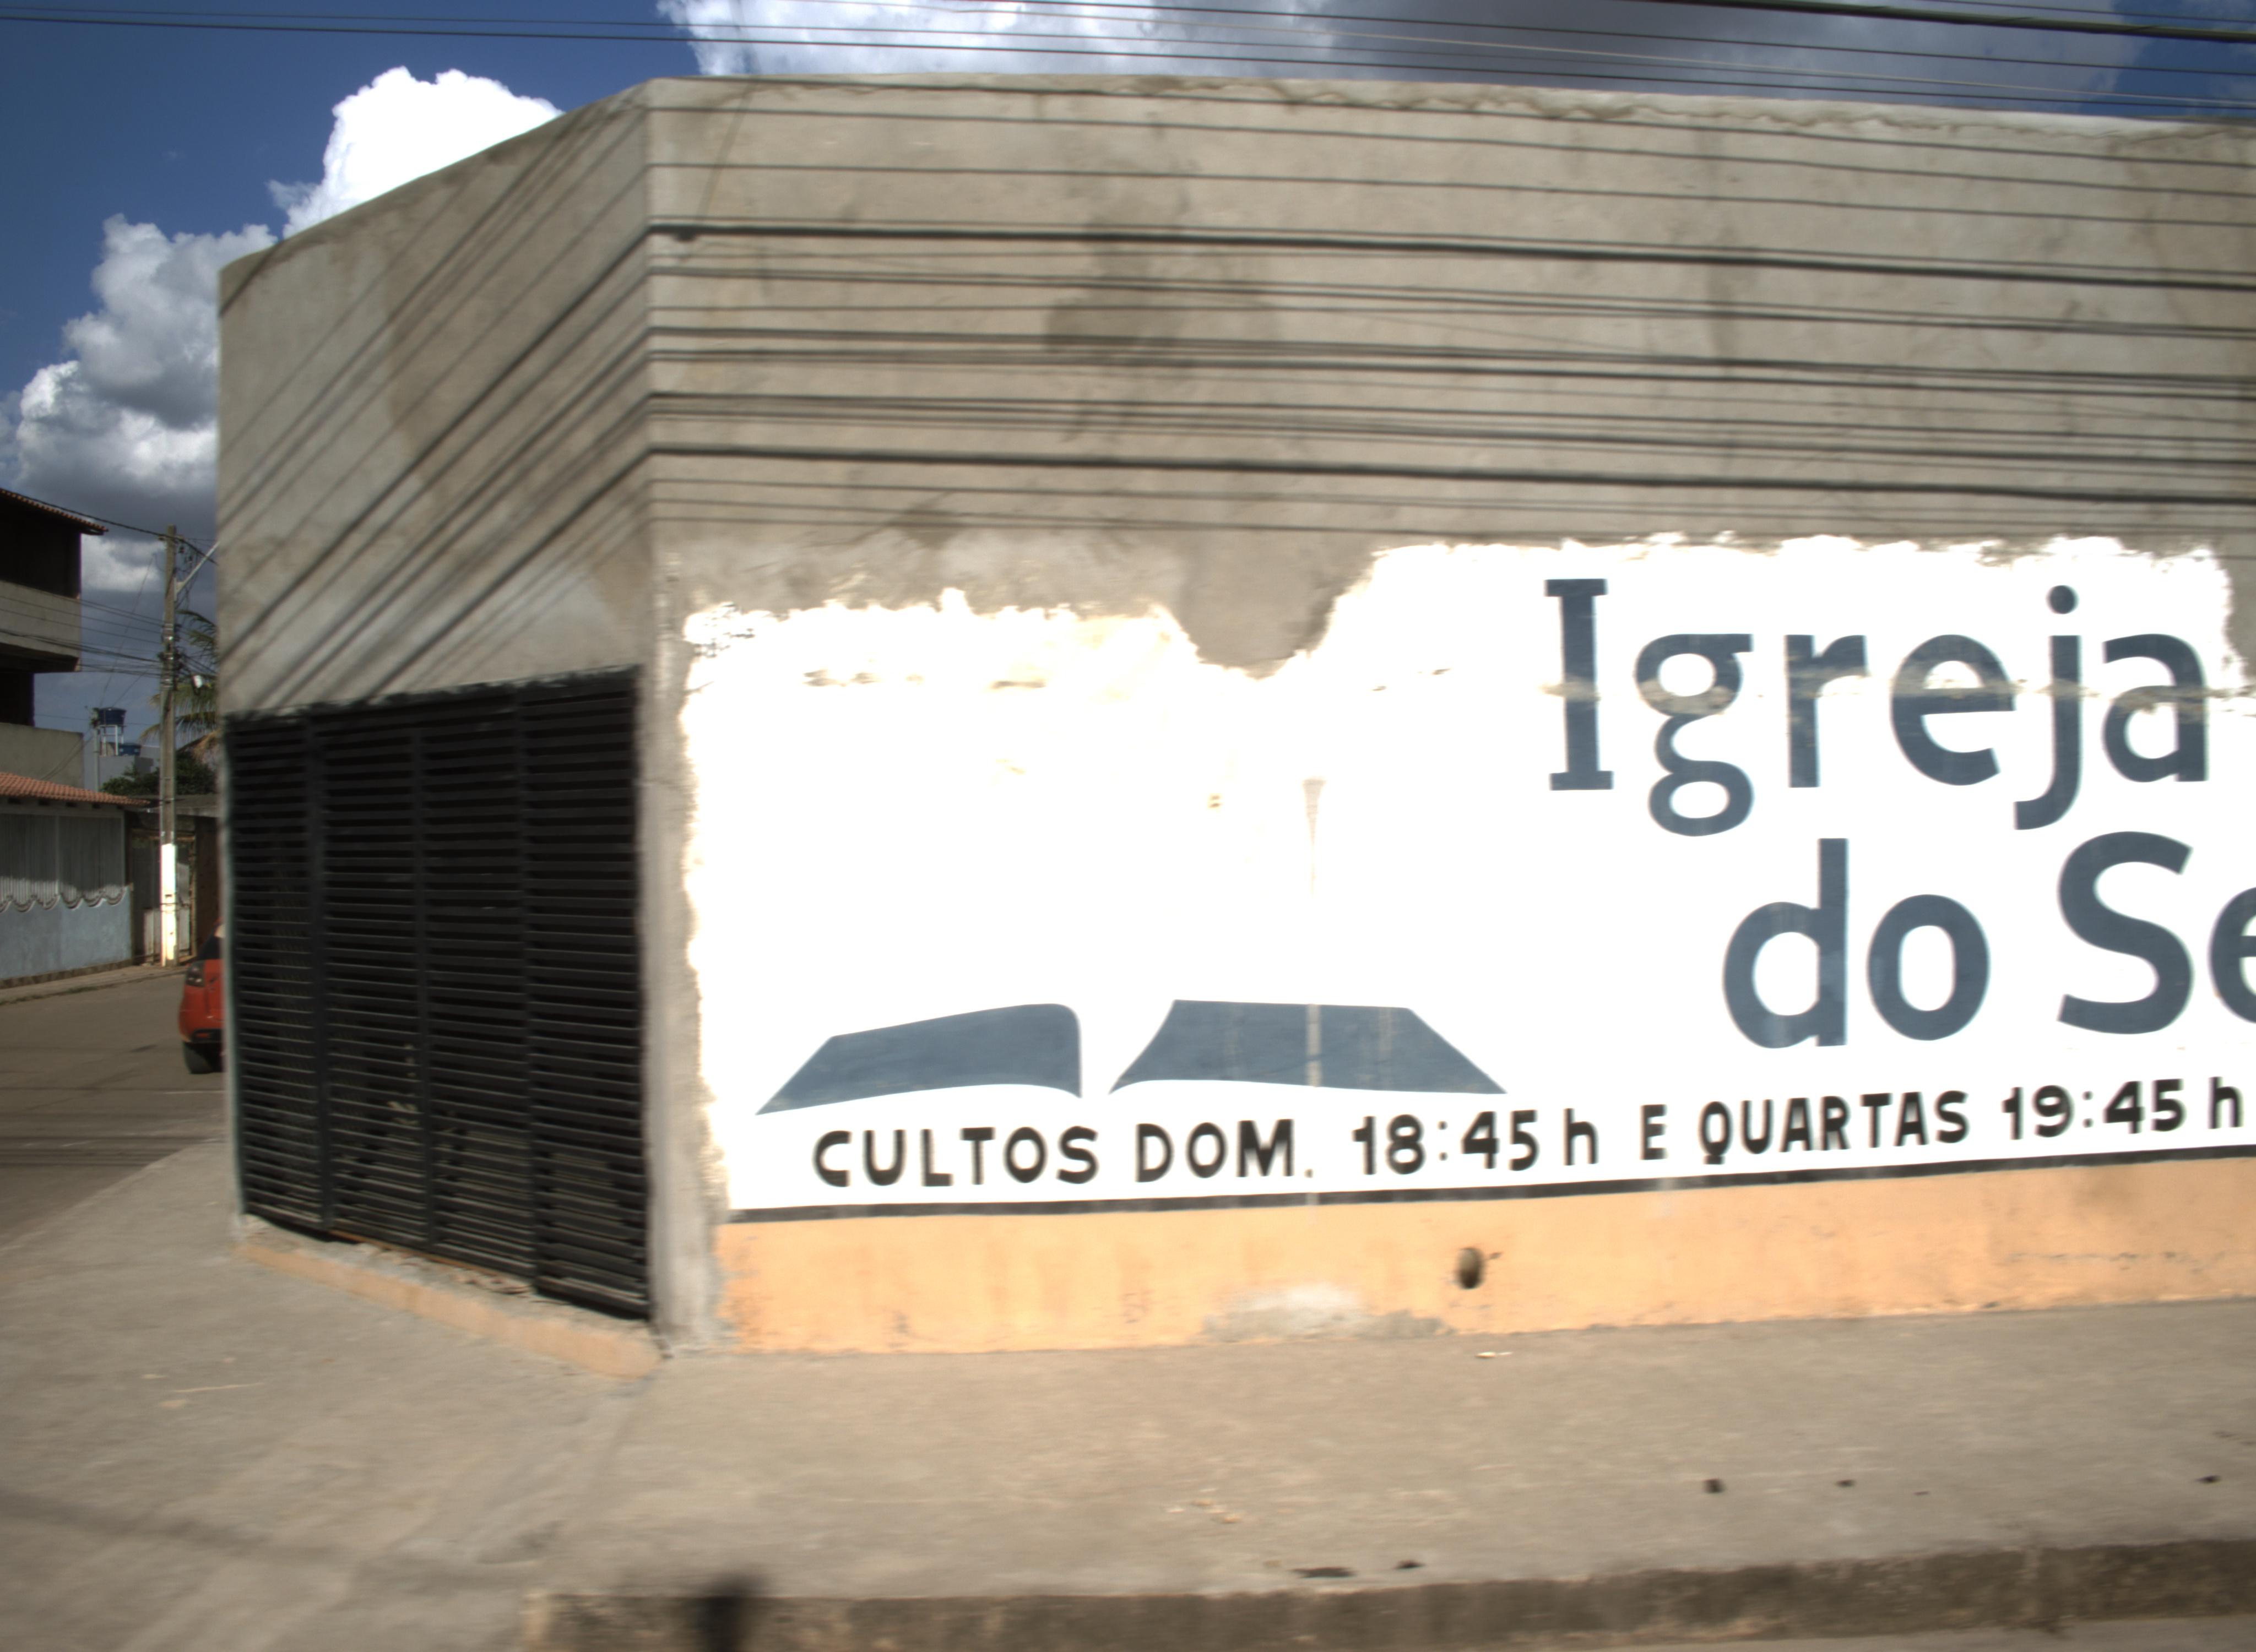 Igreja
do Se
CULTOS DOM. 18:45 h E QUARTAS 19:45 h